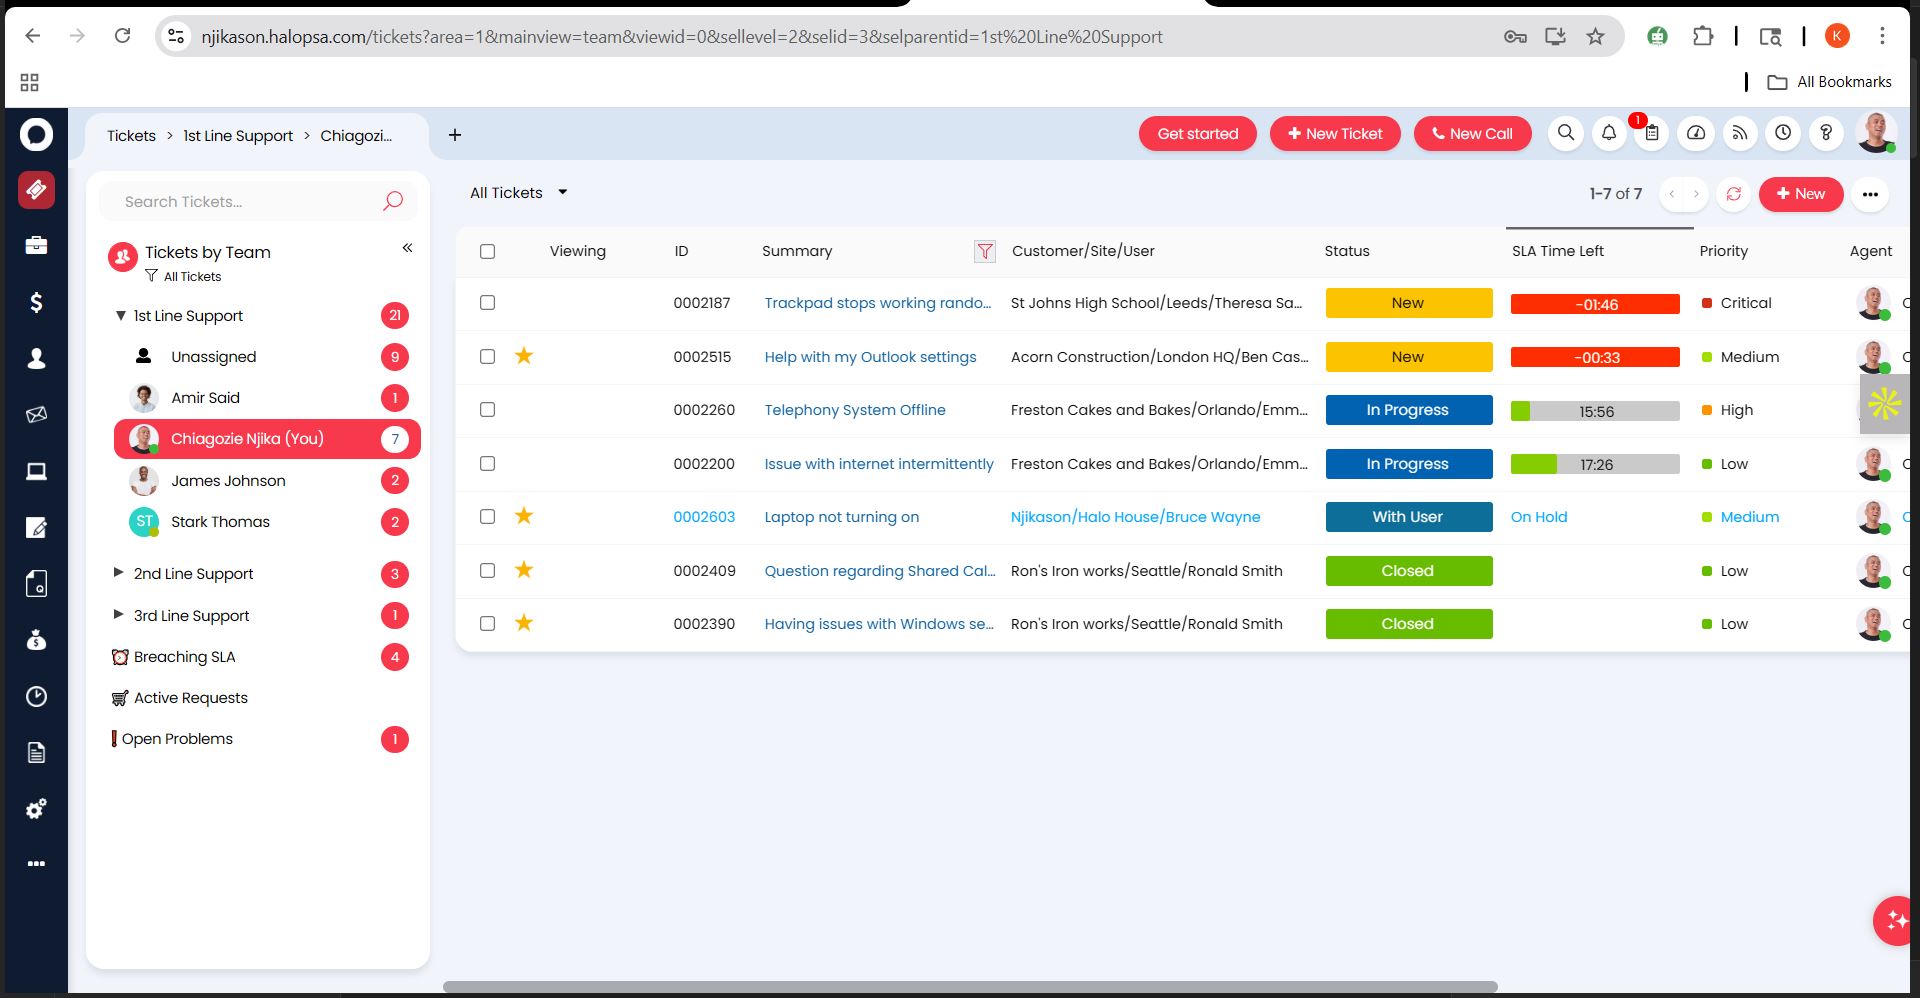 njikason.halopsa.com/tickets?area=1&mainview=team&viewid=0&sellevel=2&selid=3&selparentid=1st%20Line%20Support
K
All Bookmarks
Tickets > 1st Line Support > Chiagozi...
+
Get started
+ New Ticket
New Call
1
Search Tickets...
Tickets by Team
All Tickets
1st Line Support 21
Unassigned 9
Amir Said 1
Chiagozie Njika (You) 7
James Johnson 2
ST Stark Thomas 2
2nd Line Support 3
3rd Line Support 1
Breaching SLA 4
Active Requests
Open Problems 1
All Tickets
1-7 of 7
+ New
Viewing ID Summary Customer/Site/User Status SLA Time Left Priority Agent
0002187 Trackpad stops working rando... St Johns High School/Leeds/Theresa Sa... New -01:46 Critical
0002515 Help with my Outlook settings Acorn Construction/London HQ/Ben Cas... New -00:33 Medium
0002260 Telephony System Offline Freston Cakes and Bakes/Orlando/Emm... In Progress 15:56 High
0002200 Issue with internet intermittently Freston Cakes and Bakes/Orlando/Emm... In Progress 17:26 Low
0002603 Laptop not turning on Njikason/Halo House/Bruce Wayne With User On Hold Medium
0002409 Question regarding Shared Cal... Ron's Iron works/Seattle/Ronald Smith Closed Low
0002390 Having issues with Windows se... Ron's Iron works/Seattle/Ronald Smith Closed Low